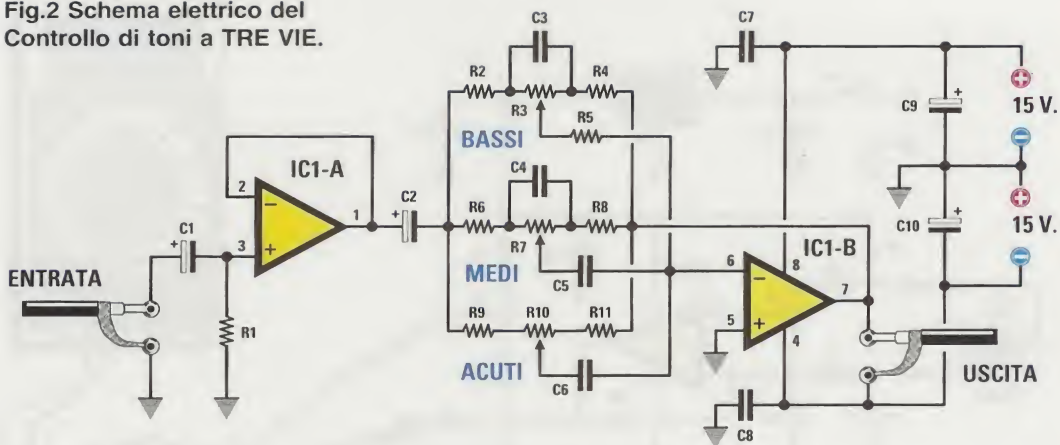 Fig.2 Schema elettrico del
Controllo di toni a TRE VIE.
ENTRATA
C1
+
R1
2
3
−
+
IC1-A
1
C2
+
C3
R2
R3
R4
R5
BASSI
C4
R6
R7
R8
C5
MEDI
R9
R10
R11
C6
ACUTI
C7
6
5
−
+
IC1-B
8
4
7
C8
C9
+
C10
+
+
15 V.
−
+
15 V.
−
USCITA